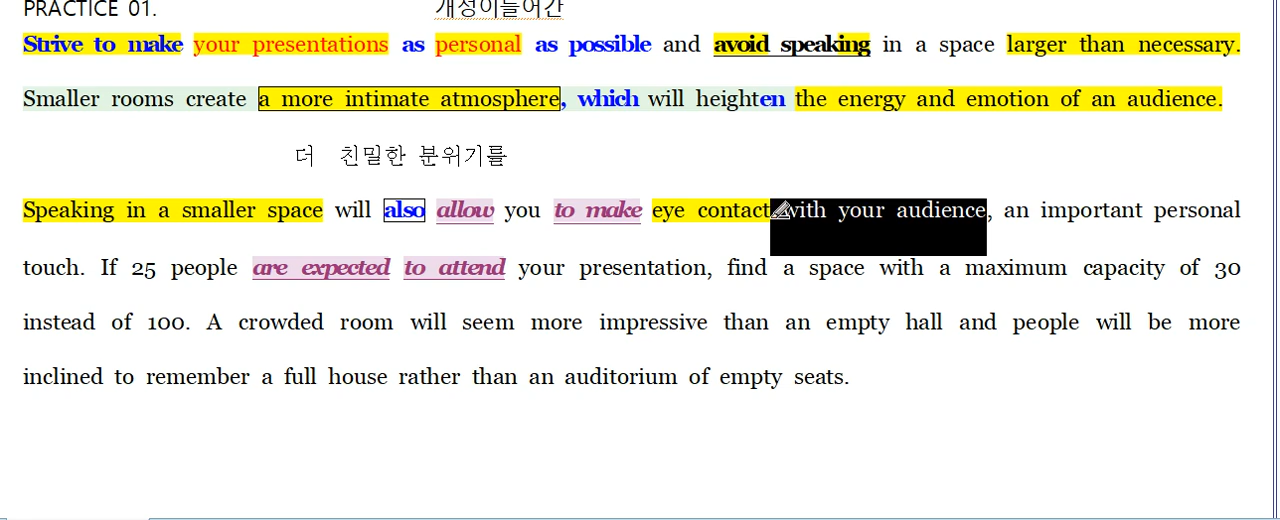 PRACTICE 01.
개성이들어간
Strive to make your presentations as personal as possible and avoid speaking in a space larger than necessary.
Smaller rooms create a more intimate atmosphere, which will heighten the energy and emotion of an audience.
더 친밀한 분위기를
Speaking in a smaller space will also allow you to make eye contact with your audience, an important personal
touch. If 25 people are expected to attend your presentation, find a space with a maximum capacity of 30
instead of 100. A crowded room will seem more impressive than an empty hall and people will be more
inclined to remember a full house rather than an auditorium of empty seats.